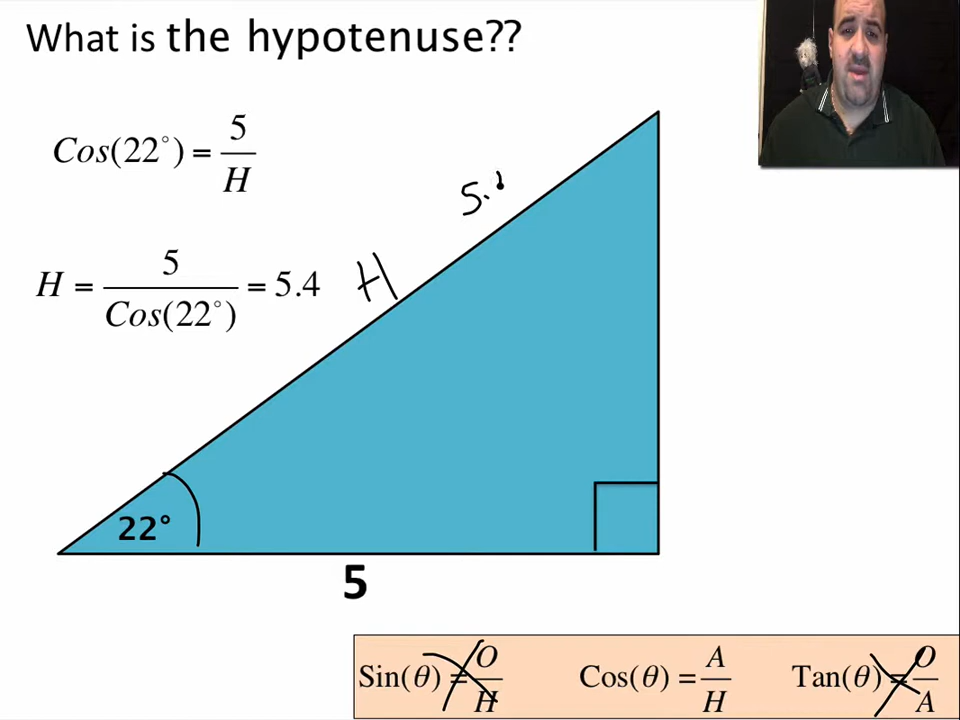 What is the hypotenuse??
Cos(22°) = 5/H
H = 5/Cos(22°) = 5.4
H
22°
5
Sin(θ) = O/H Cos(θ) = A/H Tan(θ) = O/A